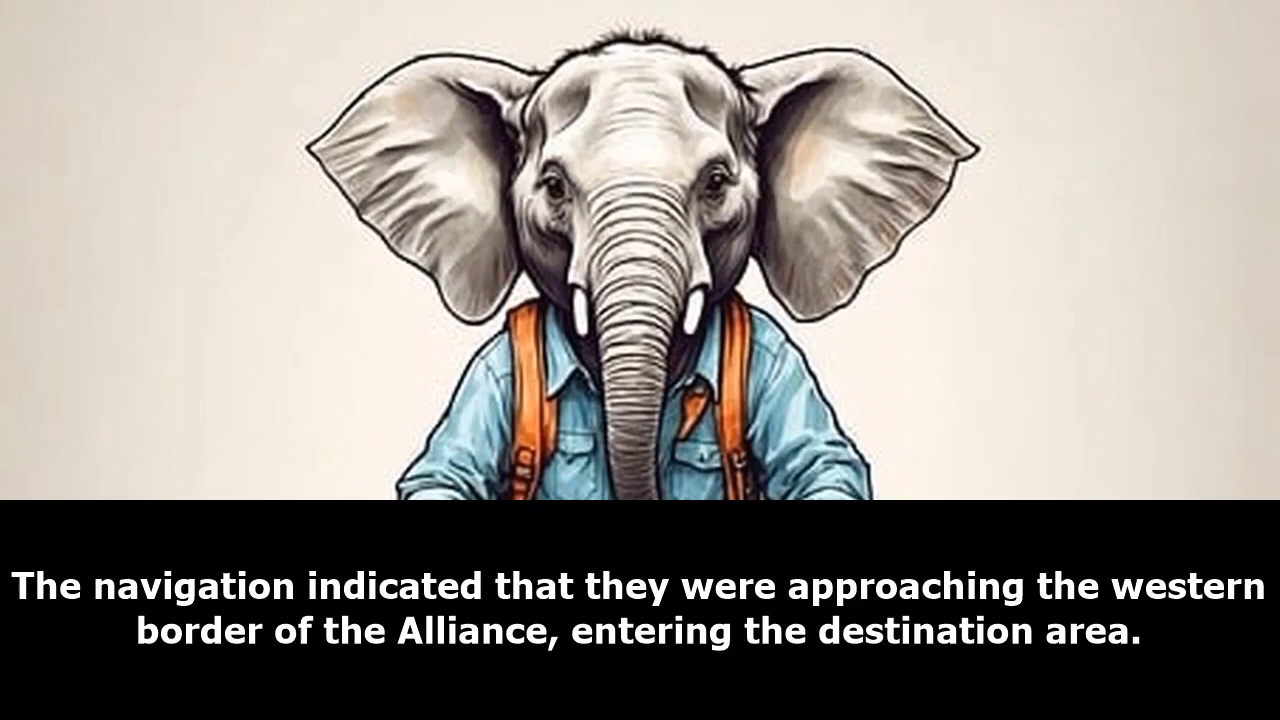 The navigation indicated that they were approaching the western
border of the Alliance, entering the destination area.